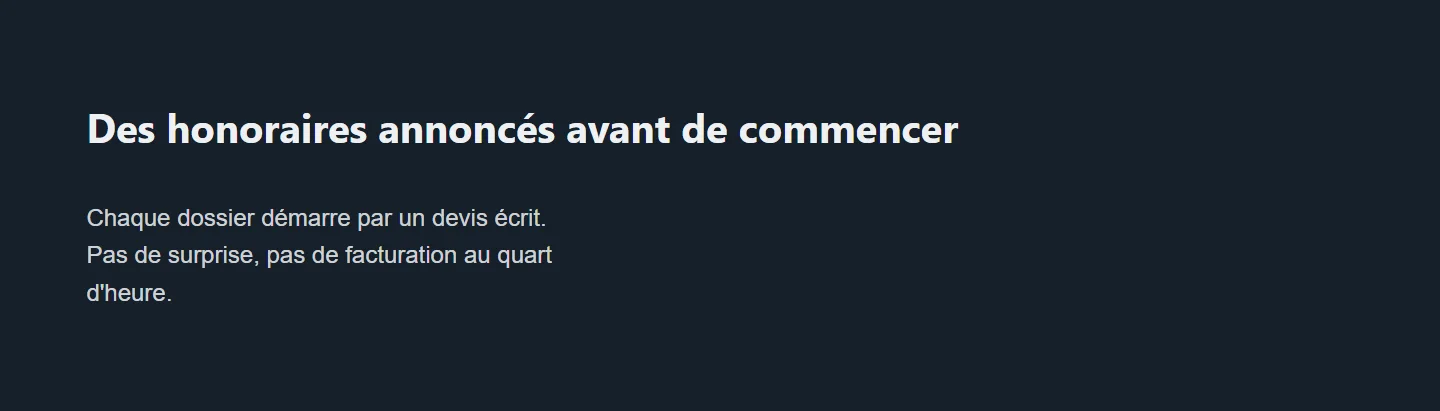 Des honoraires annoncés avant de commencer
Chaque dossier démarre par un devis écrit.
Pas de surprise, pas de facturation au quart
d'heure.